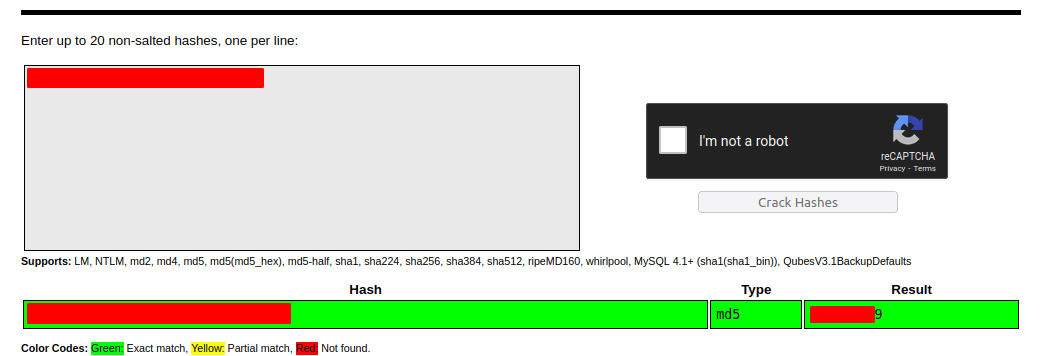 Enter up to 20 non-salted hashes, one per line:
I'm not a robot
reCAPTCHA
Privacy - Terms
Crack Hashes
Supports: LM, NTLM, md2, md4, md5, md5(md5_hex), md5-half, sha1, sha224, sha256, sha384, sha512, ripeMD160, whirlpool, MySQL 4.1+ (sha1(sha1_bin)), QubesV3.1BackupDefaults
Hash Type Result
md5 9
Color Codes: Green: Exact match, Yellow: Partial match, Red: Not found.